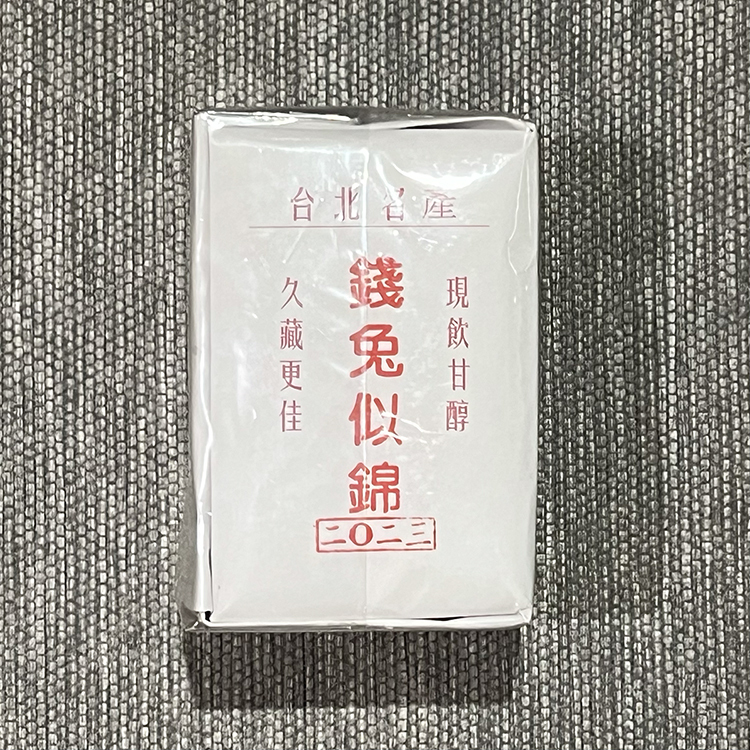 台北名產
現飲甘醇
錢兔似錦
久藏更佳
二〇二三